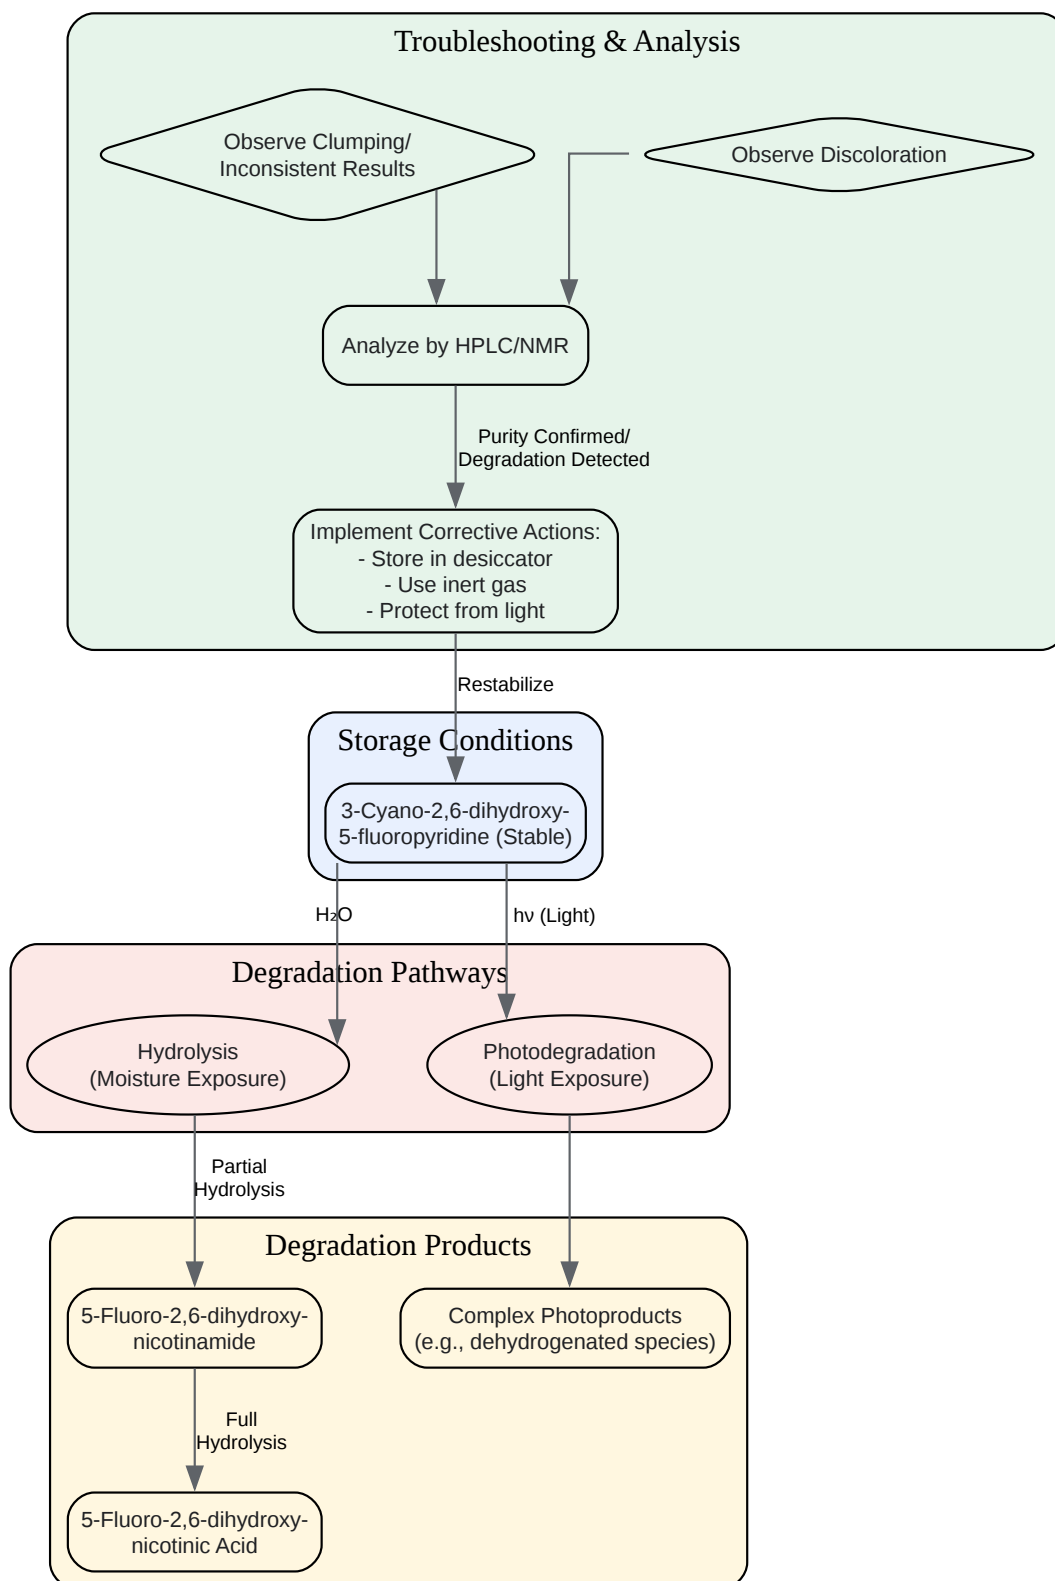 Troubleshooting & Analysis
Observe Clumping/
Inconsistent Results
Observe Discoloration
Analyze by HPLC/NMR
Purity Confirmed/
Degradation Detected
Implement Corrective Actions:
- Store in desiccator
- Use inert gas
- Protect from light
Restabilize
Storage Conditions
3-Cyano-2,6-dihydroxy-
5-fluoropyridine (Stable)
H₂O
hν (Light)
Degradation Pathways
Hydrolysis
(Moisture Exposure)
Photodegradation
(Light Exposure)
Partial
Hydrolysis
Degradation Products
5-Fluoro-2,6-dihydroxy-
nicotinamide
Complex Photoproducts
(e.g., dehydrogenated species)
Full
Hydrolysis
5-Fluoro-2,6-dihydroxy-
nicotinic Acid